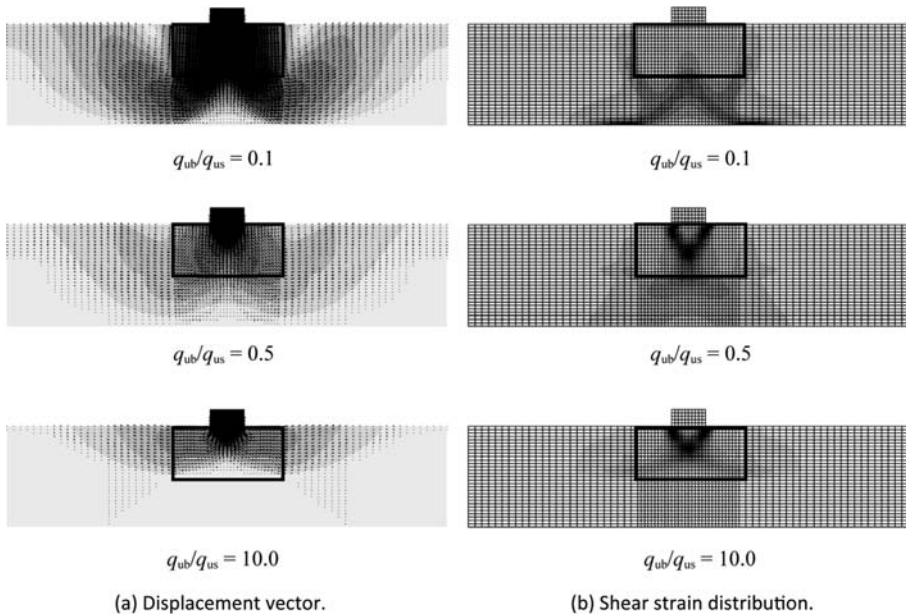 q_ub/q_us = 0.1
q_ub/q_us = 0.1
q_ub/q_us = 0.5
q_ub/q_us = 0.5
q_ub/q_us = 10.0
q_ub/q_us = 10.0
(a) Displacement vector.
(b) Shear strain distribution.